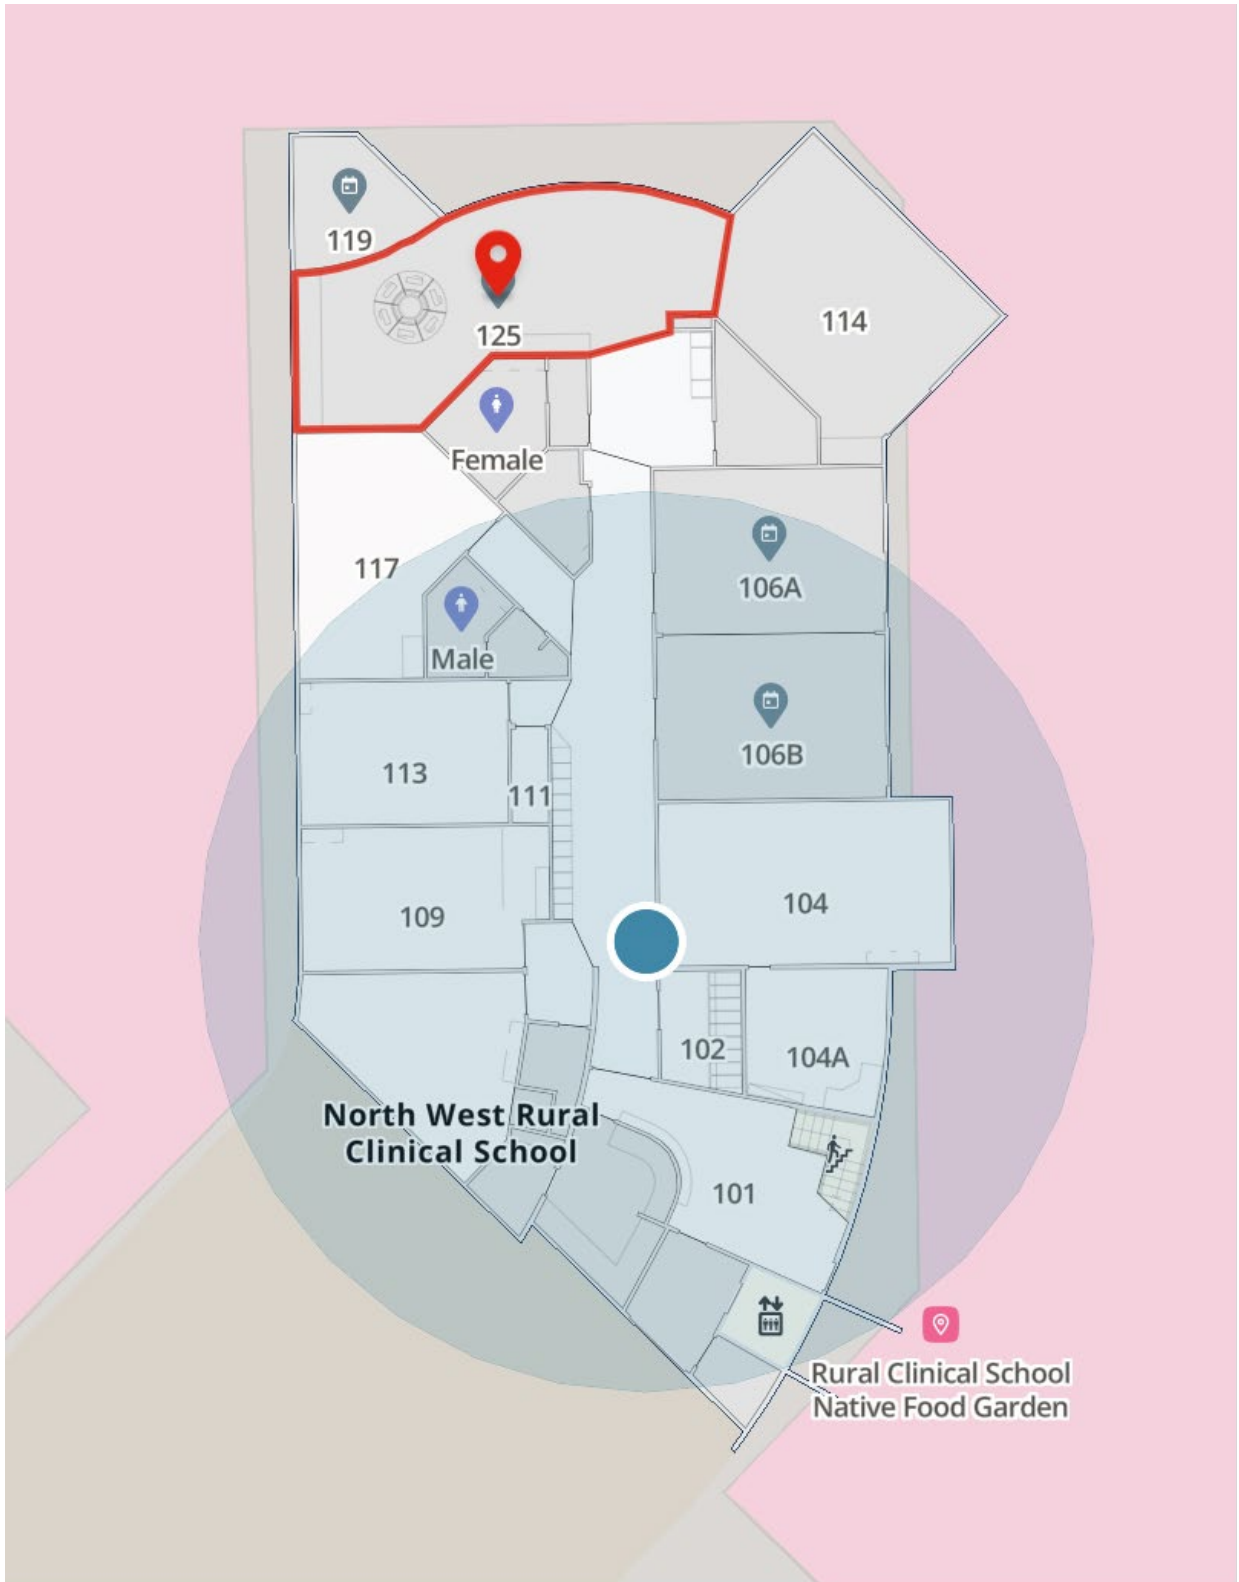 119
125
114
Female
117
106A
Male
106B
113
111
109
104
102
104A
North West Rural
Clinical School
101
Rural Clinical School
Native Food Garden